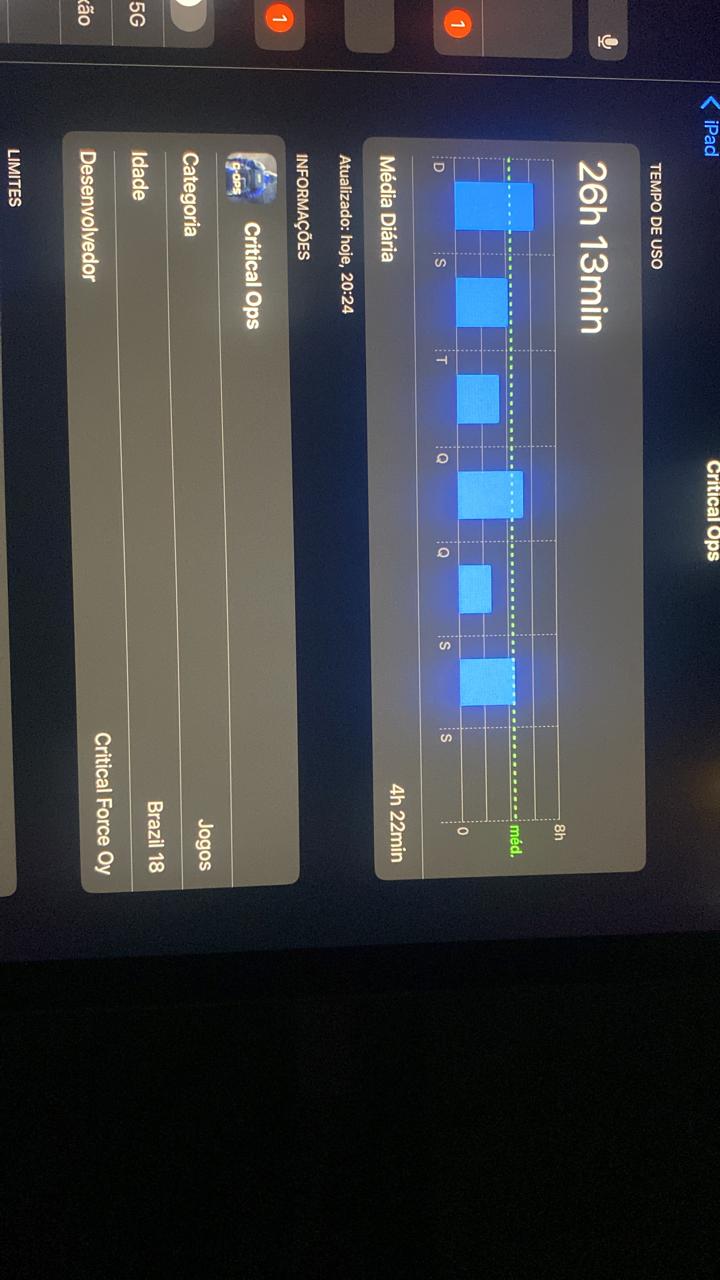 iPad
Critical Ops
TEMPO DE USO
26h 13min
8h
méd.
0
D S T Q Q S S
Média Diária 4h 22min
Atualizado: hoje, 20:24
INFORMAÇÕES
Critical Ops
Categoria Jogos
Idade Brazil 18
Desenvolvedor Critical Force Oy
LIMITES
1
1
5G
C-OPS